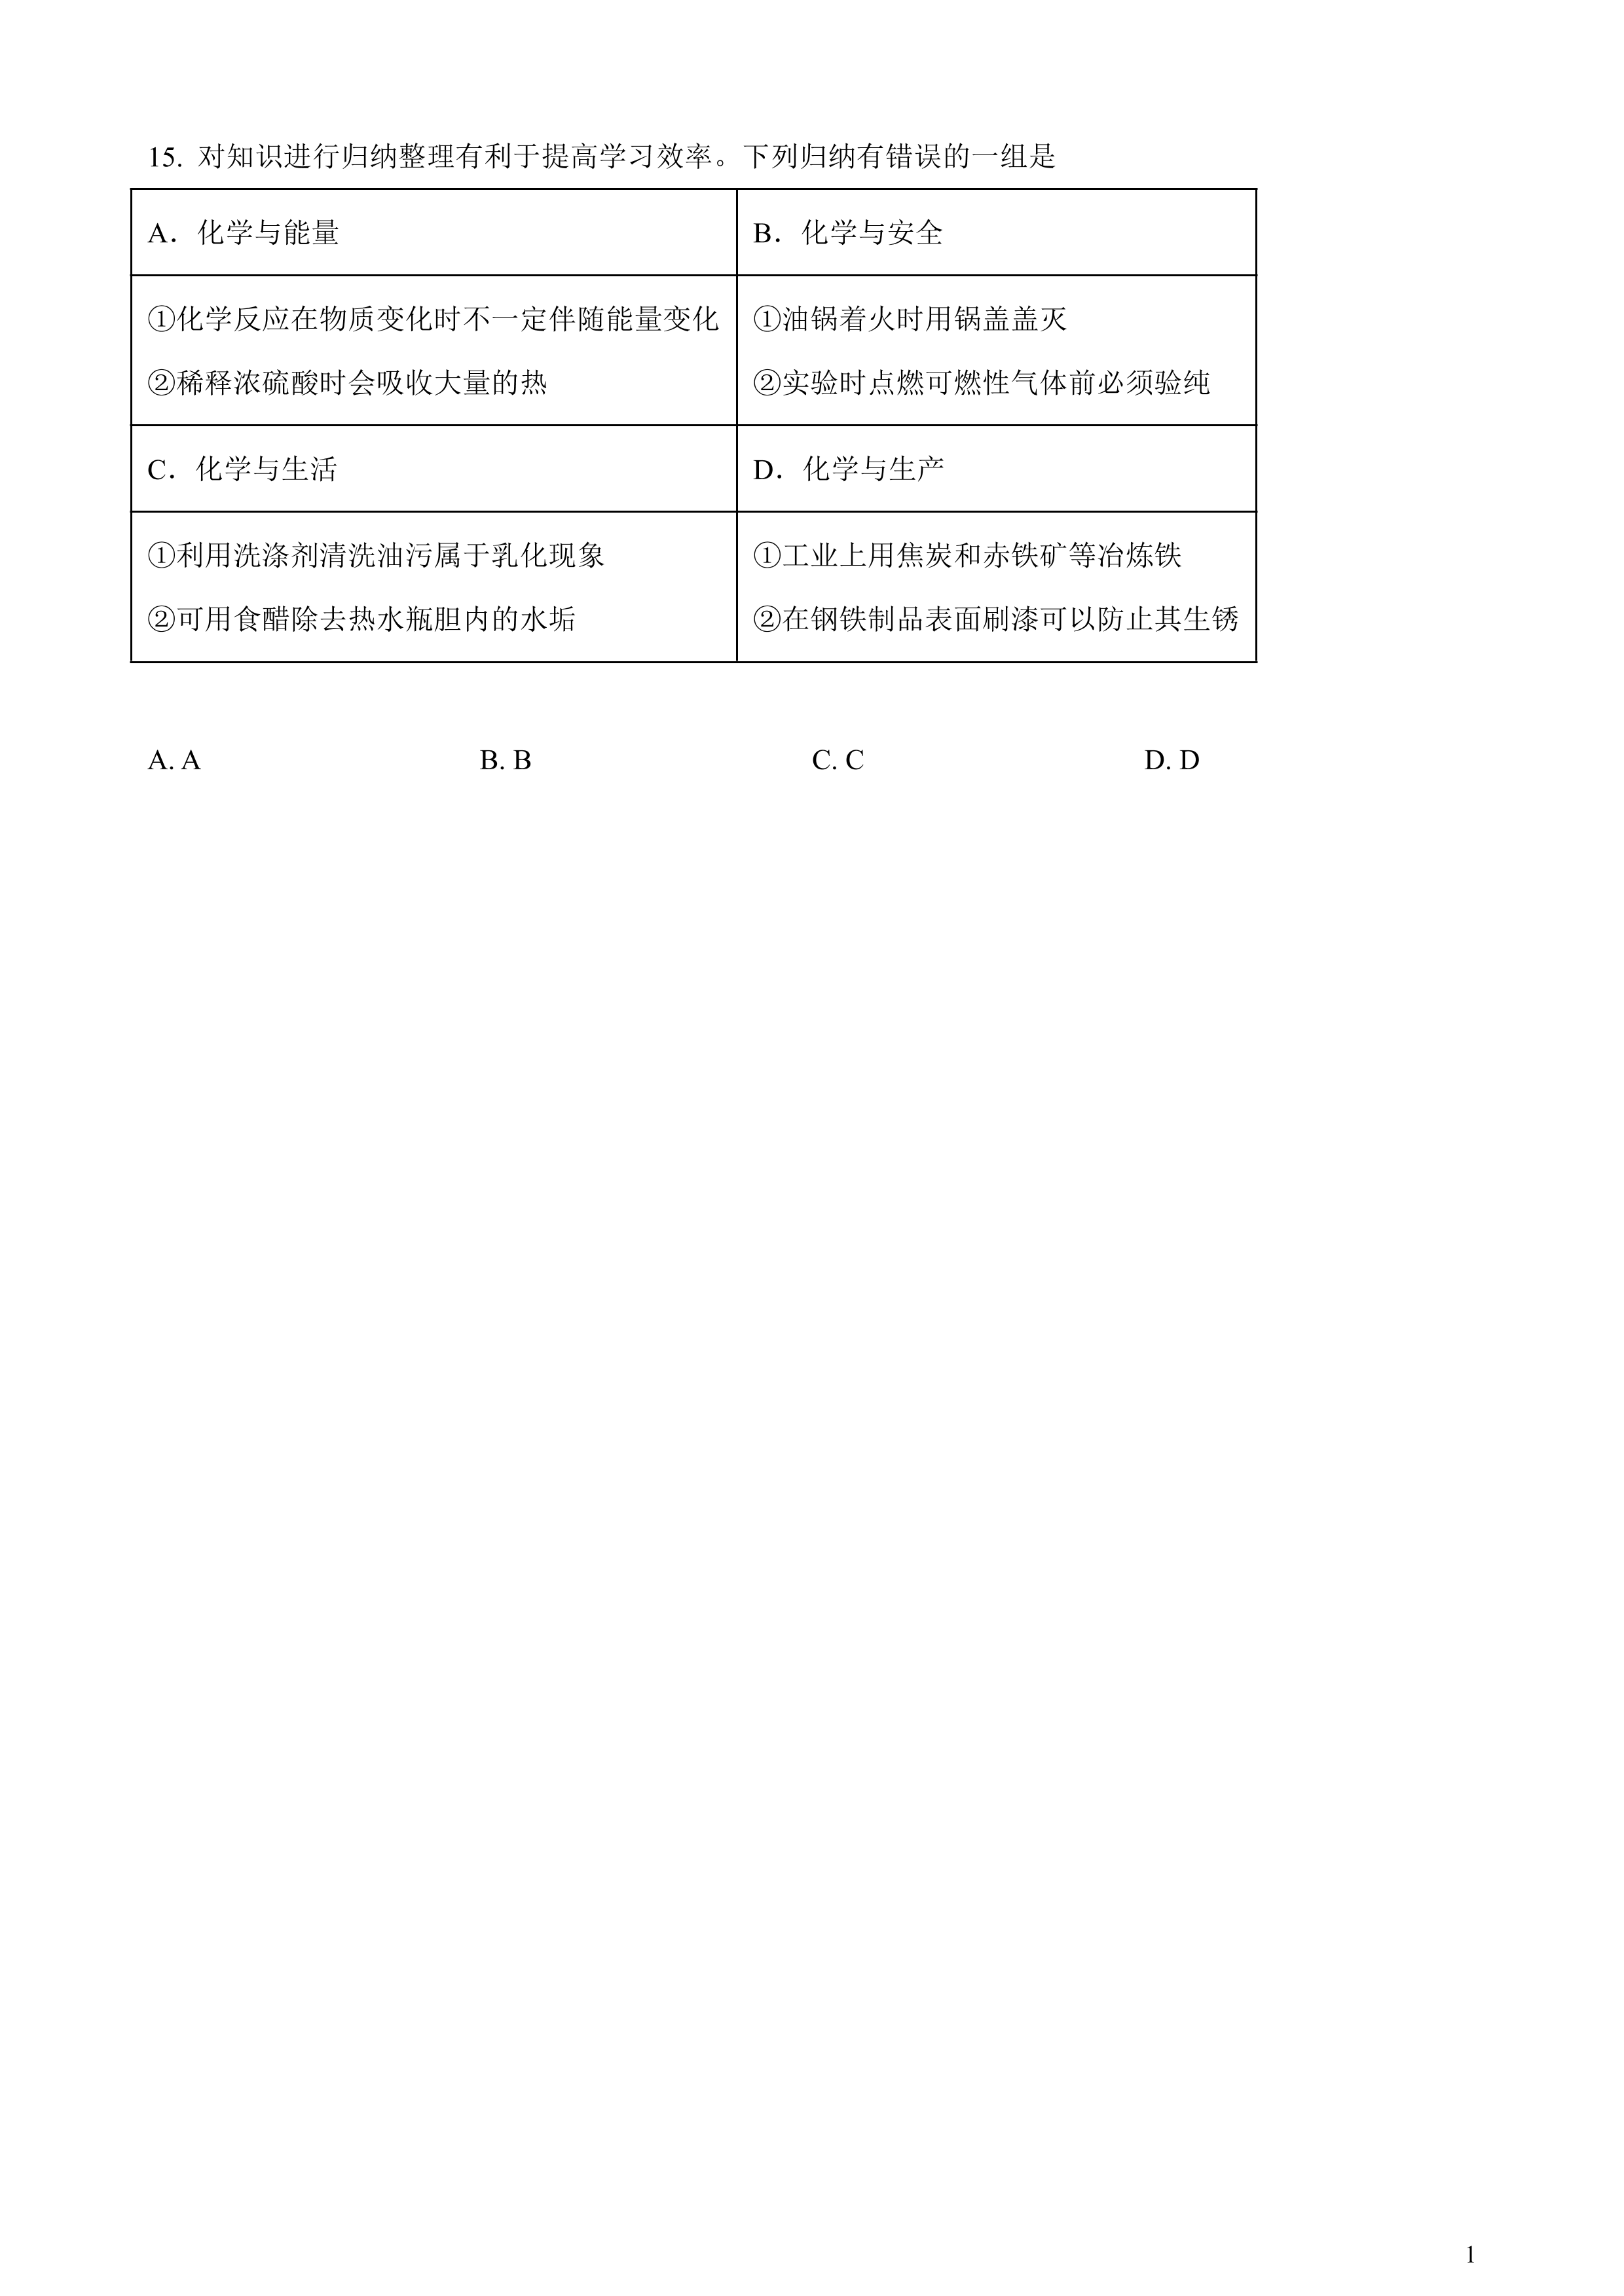 15. 对知识进行归纳整理有利于提高学习效率。下列归纳有错误的一组是
A．化学与能量
B．化学与安全
①化学反应在物质变化时不一定伴随能量变化
②稀释浓硫酸时会吸收大量的热
①油锅着火时用锅盖盖灭
②实验时点燃可燃性气体前必须验纯
C．化学与生活
D．化学与生产
①利用洗涤剂清洗油污属于乳化现象
②可用食醋除去热水瓶胆内的水垢
①工业上用焦炭和赤铁矿等冶炼铁
②在钢铁制品表面刷漆可以防止其生锈
A. A B. B C. C D. D
1